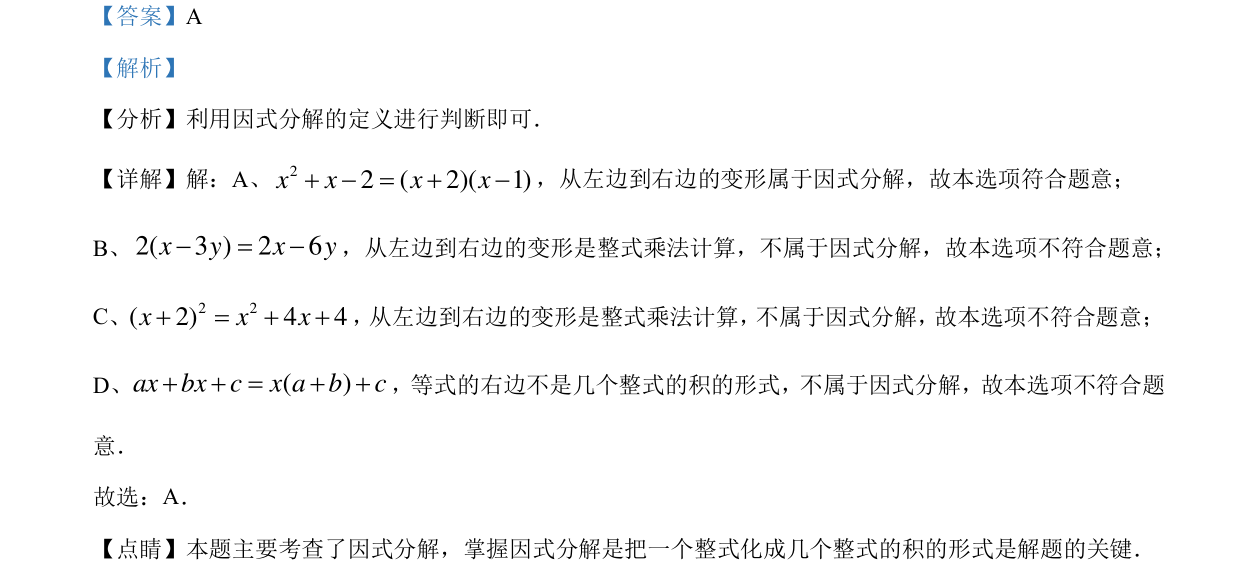 【答案】A
【解析】
【分析】利用因式分解的定义进行判断即可．
【详解】解：A、x²+x−2=(x+2)(x−1)，从左边到右边的变形属于因式分解，故本选项符合题意；
B、2(x−3y)=2x−6y，从左边到右边的变形是整式乘法计算，不属于因式分解，故本选项不符合题意；
C、(x+2)²=x²+4x+4，从左边到右边的变形是整式乘法计算，不属于因式分解，故本选项不符合题意；
D、ax+bx+c=x(a+b)+c，等式的右边不是几个整式的积的形式，不属于因式分解，故本选项不符合题
意．
故选：A．
【点睛】本题主要考查了因式分解，掌握因式分解是把一个整式化成几个整式的积的形式是解题的关键．